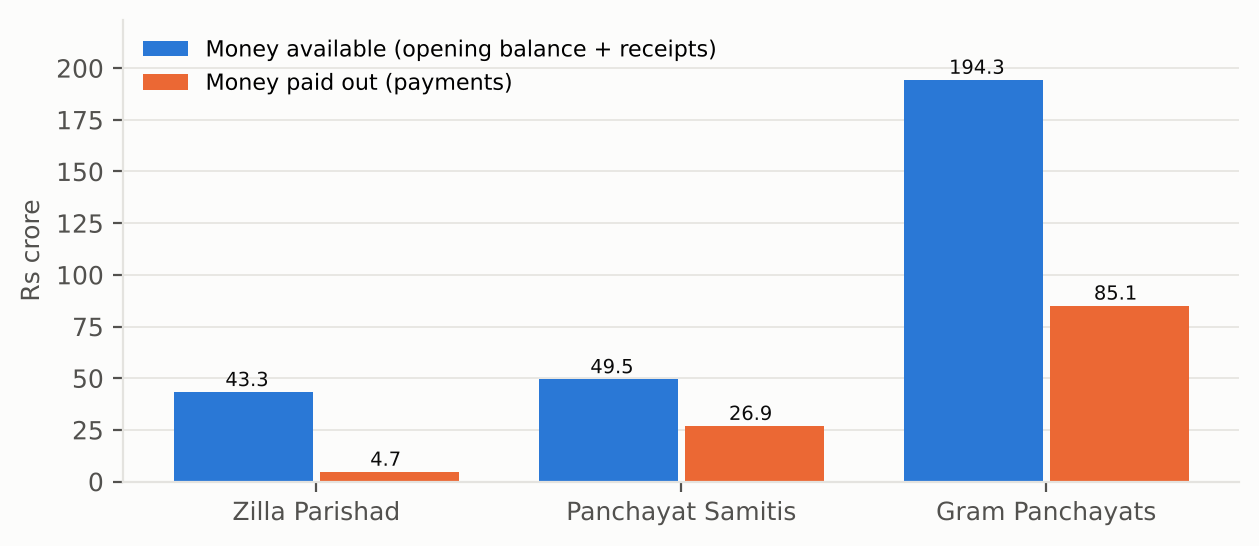 Money available (opening balance + receipts)
Money paid out (payments)
Rs crore
200
175
150
125
100
75
50
25
0
43.3
4.7
49.5
26.9
194.3
85.1
Zilla Parishad
Panchayat Samitis
Gram Panchayats